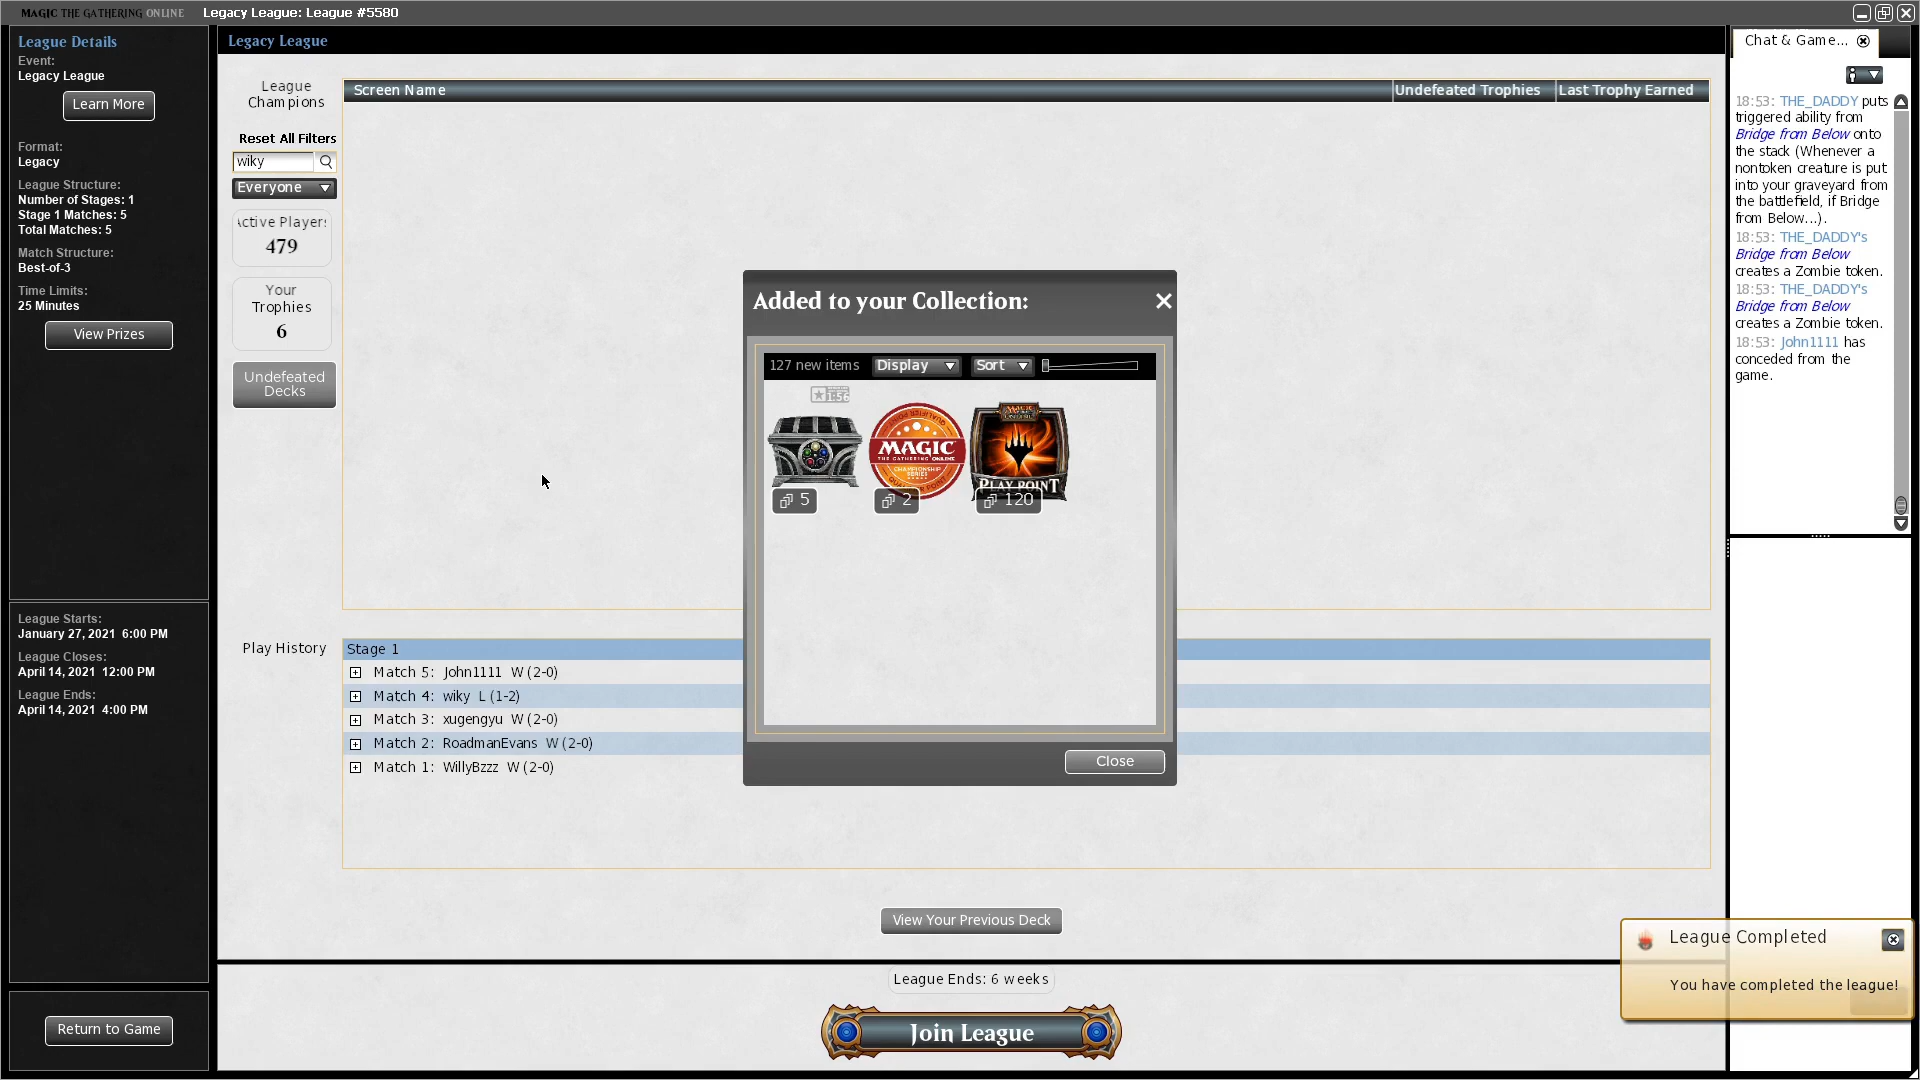 MAGIC THE GATHERING ONLINE
Legacy League: League #5580
League Details
Event:
Legacy League
Learn More
Format:
Legacy
League Structure:
Number of Stages: 1
Stage 1 Matches: 5
Total Matches: 5
Match Structure:
Best-of-3
Time Limits:
25 Minutes
View Prizes
League Starts:
January 27, 2021 6:00 PM
League Closes:
April 14, 2021 12:00 PM
League Ends:
April 14, 2021 4:00 PM
Return to Game
Legacy League
League
Champions
Reset All Filters
wiky
Everyone
Active Players
479
Your
Trophies
6
Undefeated
Decks
Screen Name
Undefeated Trophies
Last Trophy Earned
Play History
Stage 1
Match 5: John1111 W (2-0)
Match 4: wiky L (1-2)
Match 3: xugengyu W (2-0)
Match 2: RoadmanEvans W (2-0)
Match 1: WillyBzzz W (2-0)
Added to your Collection:
127 new items
Display
Sort
MAGIC
THE GATHERING ONLINE
CHAMPIONSHIP
SERIES
PLAY POINT
5
2
120
Close
View Your Previous Deck
League Ends: 6 weeks
Join League
Chat & Game...
18:53: THE_DADDY puts
triggered ability from
Bridge from Below onto
the stack (Whenever a
nontoken creature is put
into your graveyard from
the battlefield, if Bridge
from Below...).
18:53: THE_DADDY's
Bridge from Below
creates a Zombie token.
18:53: THE_DADDY's
Bridge from Below
creates a Zombie token.
18:53: John1111 has
conceded from the
game.
League Completed
You have completed the league!